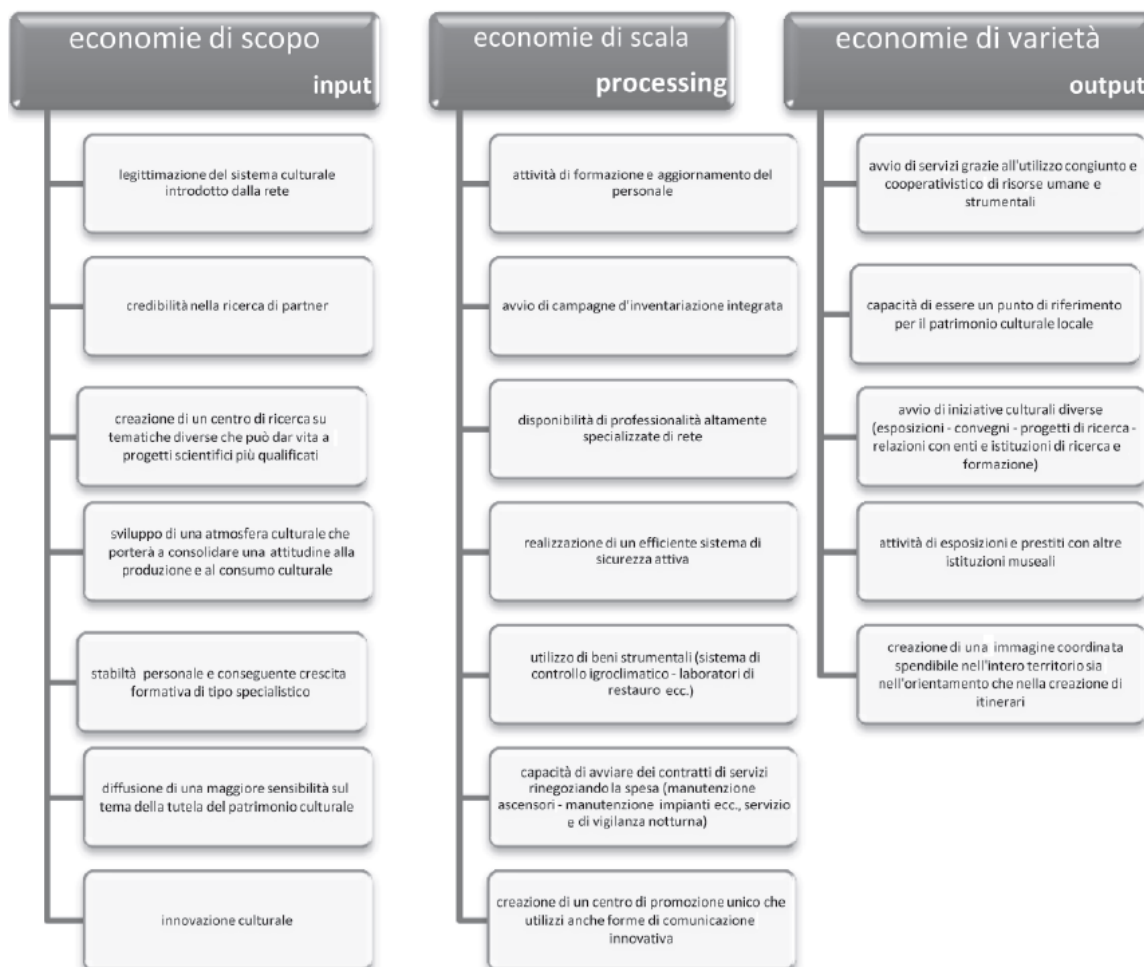 economie di scopo
input
legittimazione del sistema culturale
introdotto dalla rete
credibilità nella ricerca di partner
creazione di un centro di ricerca su
tematiche diverse che può dar vita a
progetti scientifici più qualificati
sviluppo di una atmosfera culturale che
porterà a consolidare una attitudine alla
produzione e al consumo culturale
stabiltà personale e conseguente crescita
formativa di tipo specialistico
diffusione di una maggiore sensibilità sul
tema della tutela del patrimonio culturale
innovazione culturale
economie di scala
processing
attività di formazione e aggiornamento del
personale
avvio di campagne d'inventariazione integrata
disponibilità di professionalità altamente
specializzate di rete
realizzazione di un efficiente sistema di
sicurezza attiva
utilizzo di beni strumentali (sistema di
controllo igroclimatico - laboratori di
restauro ecc.)
capacità di avviare dei contratti di servizi
rinegoziando la spesa (manutenzione
ascensori - manutenzione impianti ecc., servizio
e di vigilanza notturna)
creazione di un centro di promozione unico che
utilizzi anche forme di comunicazione
innovativa
economie di varietà
output
avvio di servizi grazie all'utilizzo congiunto e
cooperativistico di risorse umane e
strumentali
capacità di essere un punto di riferimento
per il patrimonio culturale locale
avvio di iniziative culturali diverse
(esposizioni - convegni - progetti di ricerca -
relazioni con enti e istituzioni di ricerca e
formazione)
attività di esposizioni e prestiti con altre
istituzioni museali
creazione di una immagine coordinata
spendibile nell'intero territorio sia
nell'orientamento che nella creazione di
itinerari